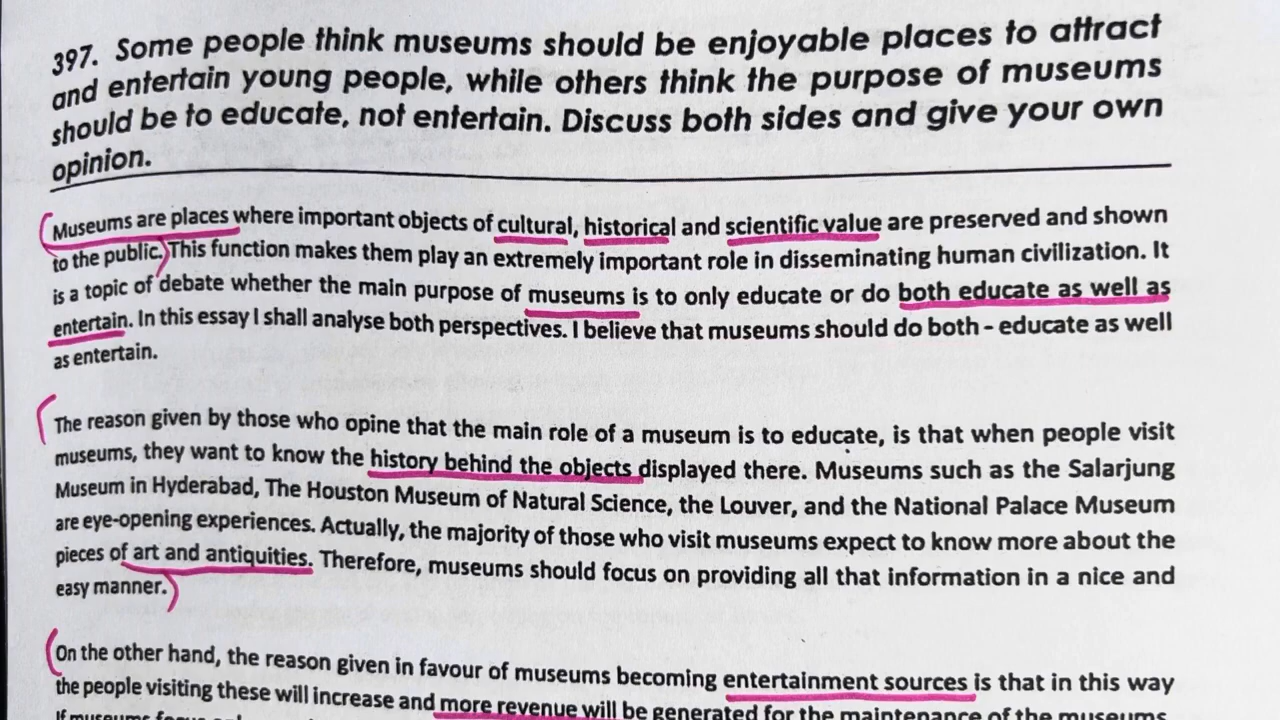 397. Some people think museums should be enjoyable places to attract
and entertain young people, while others think the purpose of museums
should be to educate, not entertain. Discuss both sides and give your own
opinion.
Museums are places where important objects of cultural, historical and scientific value are preserved and shown
to the public. This function makes them play an extremely important role in disseminating human civilization. It
is a topic of debate whether the main purpose of museums is to only educate or do both educate as well as
entertain. In this essay I shall analyse both perspectives. I believe that museums should do both - educate as well
as entertain.
The reason given by those who opine that the main role of a museum is to educate, is that when people visit
museums, they want to know the history behind the objects displayed there. Museums such as the Salarjung
Museum in Hyderabad, The Houston Museum of Natural Science, the Louver, and the National Palace Museum
are eye-opening experiences. Actually, the majority of those who visit museums expect to know more about the
pieces of art and antiquities. Therefore, museums should focus on providing all that information in a nice and
easy manner.
On the other hand, the reason given in favour of museums becoming entertainment sources is that in this way
the people visiting these will increase and more revenue will be generated for the maintenance of the museums.
If museums focus only